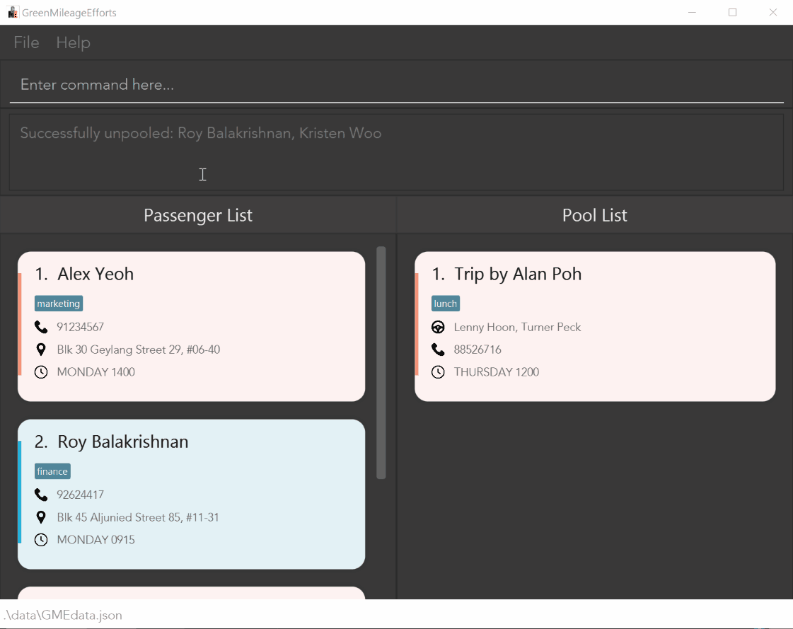 GreenMileageEfforts
File Help
Enter command here...
Successfully unpooled: Roy Balakrishnan, Kristen Woo
Passenger List
1. Alex Yeoh
marketing
91234567
Blk 30 Geylang Street 29, #06-40
MONDAY 1400
2. Roy Balakrishnan
finance
92624417
Blk 45 Aljunied Street 85, #11-31
MONDAY 0915
Pool List
1. Trip by Alan Poh
lunch
Lenny Hoon, Turner Peck
88526716
THURSDAY 1200
.\data\GMEdata.json